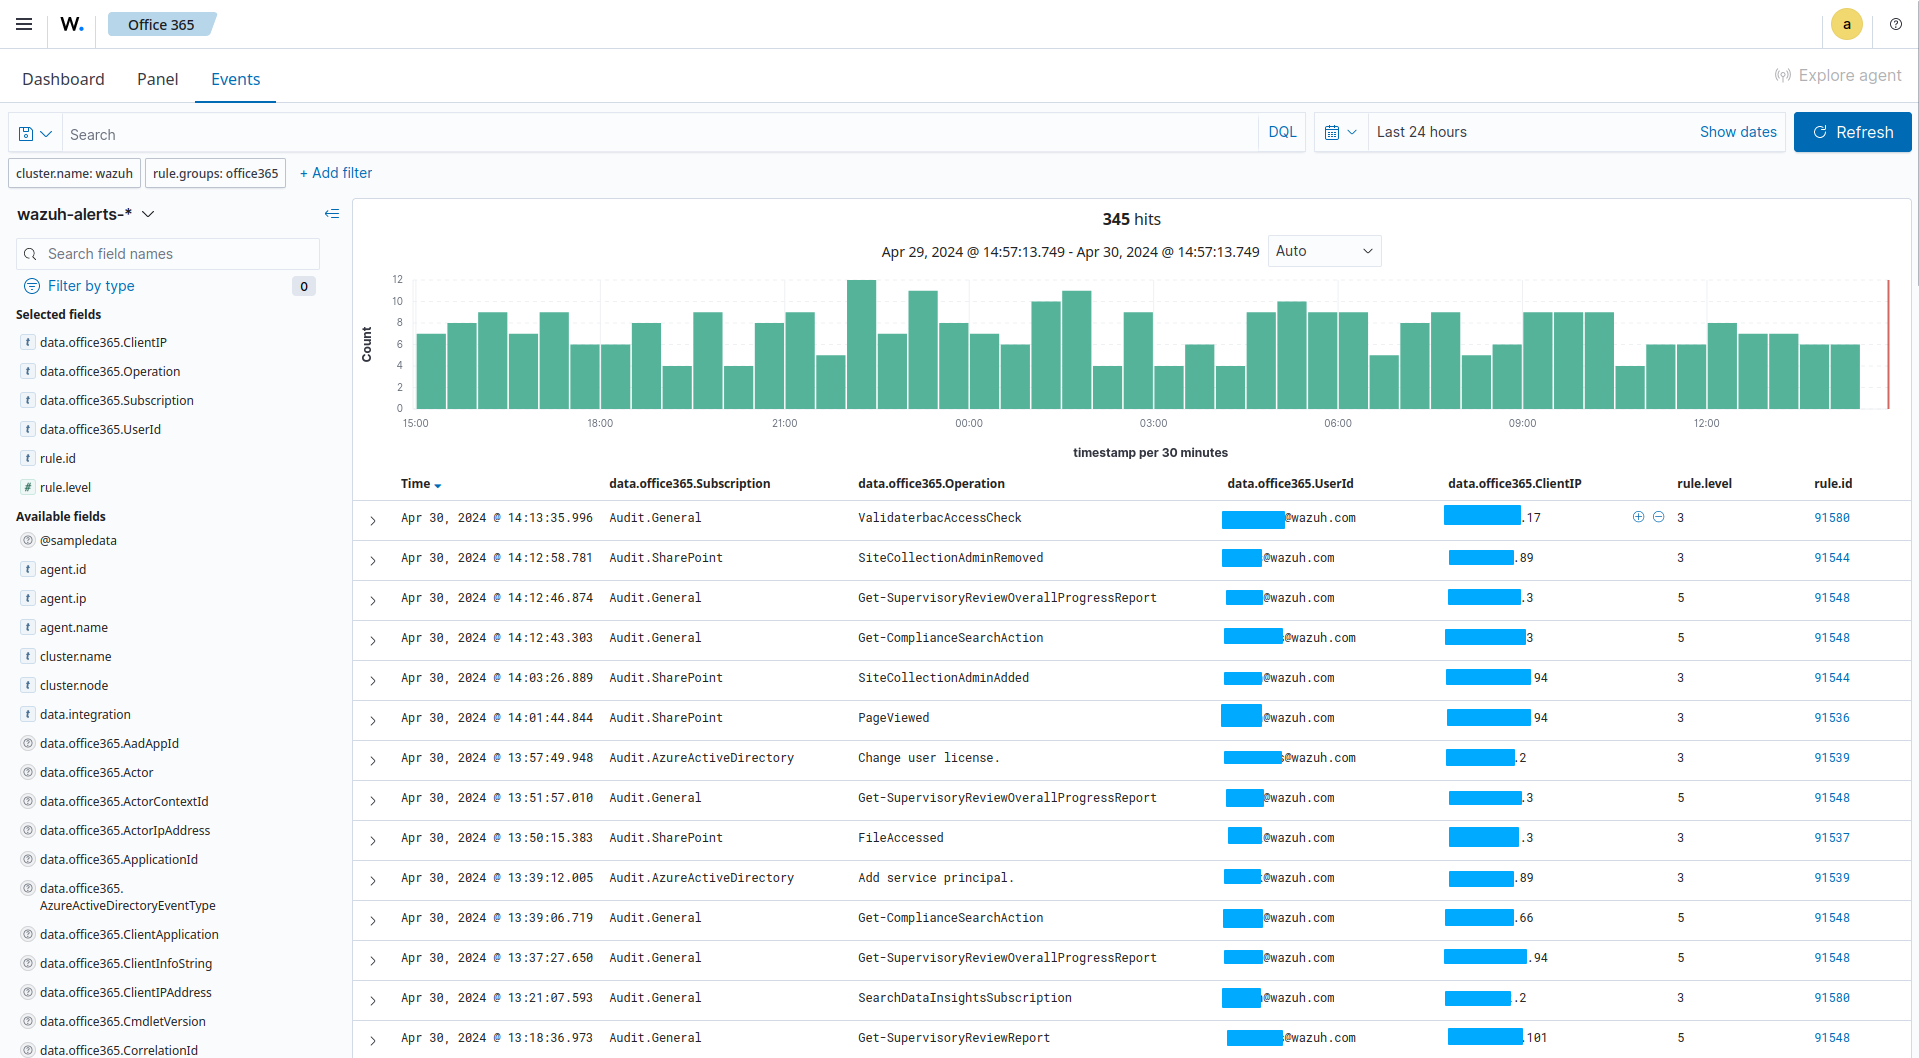 W.
Office 365
a
Dashboard Panel Events
Explore agent
Search DQL Last 24 hours Show dates Refresh
cluster.name: wazuh rule.groups: office365 + Add filter
wazuh-alerts-*
Search field names
Filter by type 0
Selected fields
t data.office365.ClientIP
t data.office365.Operation
t data.office365.Subscription
t data.office365.UserId
t rule.id
# rule.level
Available fields
@sampledata
t agent.id
t agent.ip
t agent.name
t cluster.name
t cluster.node
t data.integration
data.office365.AadAppId
data.office365.Actor
data.office365.ActorContextId
data.office365.ActorIpAddress
data.office365.ApplicationId
data.office365.
AzureActiveDirectoryEventType
data.office365.ClientApplication
data.office365.ClientInfoString
data.office365.ClientIPAddress
data.office365.CmdletVersion
data.office365.CorrelationId
345 hits
Apr 29, 2024 @ 14:57:13.749 - Apr 30, 2024 @ 14:57:13.749 Auto
Count
12
10
8
6
4
2
0
15:00 18:00 21:00 00:00 03:00 06:00 09:00 12:00
timestamp per 30 minutes
Time data.office365.Subscription data.office365.Operation data.office365.UserId data.office365.ClientIP rule.level rule.id
Apr 30, 2024 @ 14:13:35.996 Audit.General ValidaterbacAccessCheck @wazuh.com .17 3 91580
Apr 30, 2024 @ 14:12:58.781 Audit.SharePoint SiteCollectionAdminRemoved @wazuh.com .89 3 91544
Apr 30, 2024 @ 14:12:46.874 Audit.General Get-SupervisoryReviewOverallProgressReport @wazuh.com .3 5 91548
Apr 30, 2024 @ 14:12:43.303 Audit.General Get-ComplianceSearchAction @wazuh.com 3 5 91548
Apr 30, 2024 @ 14:03:26.889 Audit.SharePoint SiteCollectionAdminAdded @wazuh.com 94 3 91544
Apr 30, 2024 @ 14:01:44.844 Audit.SharePoint PageViewed @wazuh.com 94 3 91536
Apr 30, 2024 @ 13:57:49.948 Audit.AzureActiveDirectory Change user license. @wazuh.com .2 3 91539
Apr 30, 2024 @ 13:51:57.010 Audit.General Get-SupervisoryReviewOverallProgressReport @wazuh.com .3 5 91548
Apr 30, 2024 @ 13:50:15.383 Audit.SharePoint FileAccessed @wazuh.com .3 3 91537
Apr 30, 2024 @ 13:39:12.005 Audit.AzureActiveDirectory Add service principal. @wazuh.com .89 3 91539
Apr 30, 2024 @ 13:39:06.719 Audit.General Get-ComplianceSearchAction @wazuh.com .66 5 91548
Apr 30, 2024 @ 13:37:27.650 Audit.General Get-SupervisoryReviewOverallProgressReport @wazuh.com .94 5 91548
Apr 30, 2024 @ 13:21:07.593 Audit.General SearchDataInsightsSubscription @wazuh.com .2 3 91580
Apr 30, 2024 @ 13:18:36.973 Audit.General Get-SupervisoryReviewReport @wazuh.com .101 5 91548